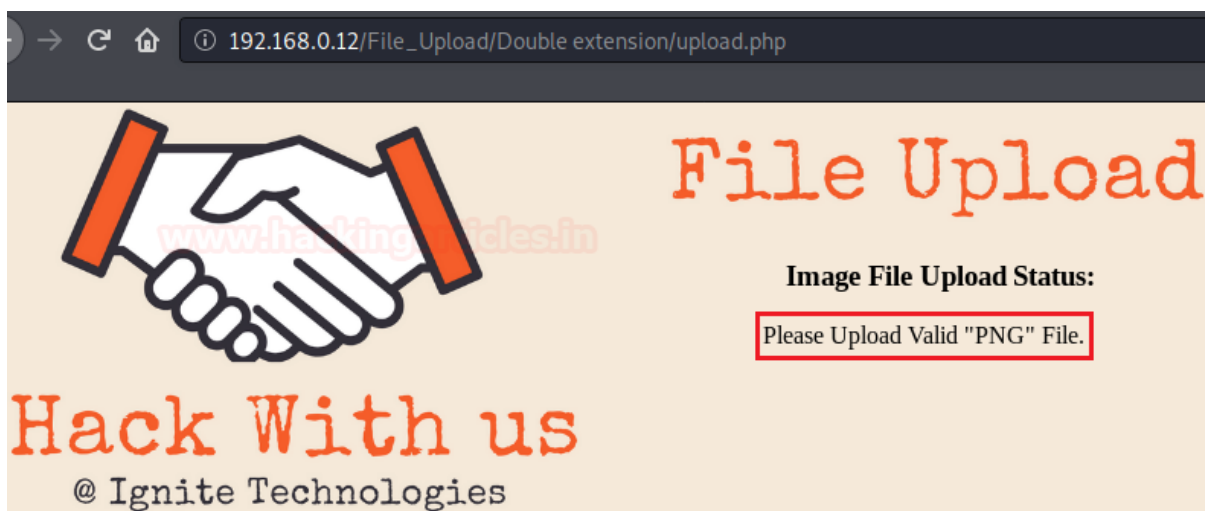 192.168.0.12/File_Upload/Double extension/upload.php
File Upload
www.hackingarticles.in
Image File Upload Status:
Please Upload Valid "PNG" File.
Hack With us
@ Ignite Technologies